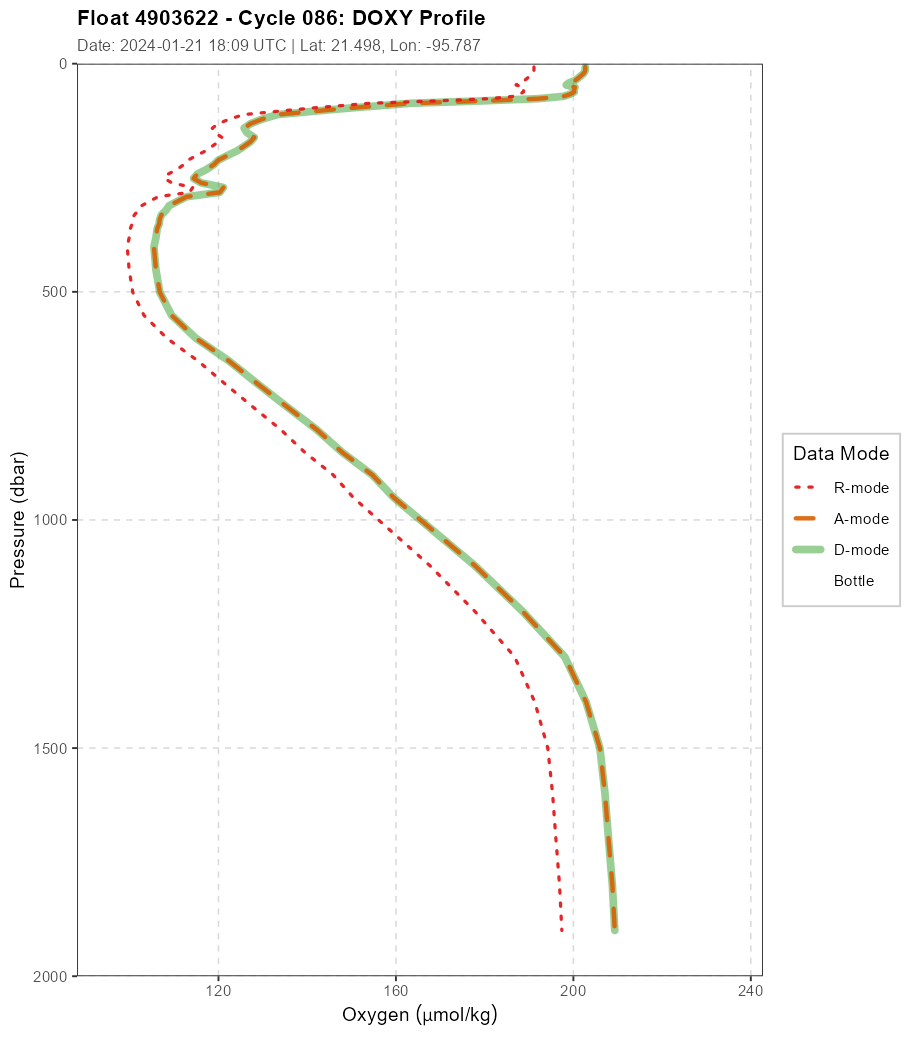 Float 4903622 - Cycle 086: DOXY Profile
Date: 2024-01-21 18:09 UTC | Lat: 21.498, Lon: -95.787
0
500
1000
1500
2000
Pressure (dbar)
120 160 200 240
Oxygen (μmol/kg)
Data Mode
R-mode
A-mode
D-mode
Bottle